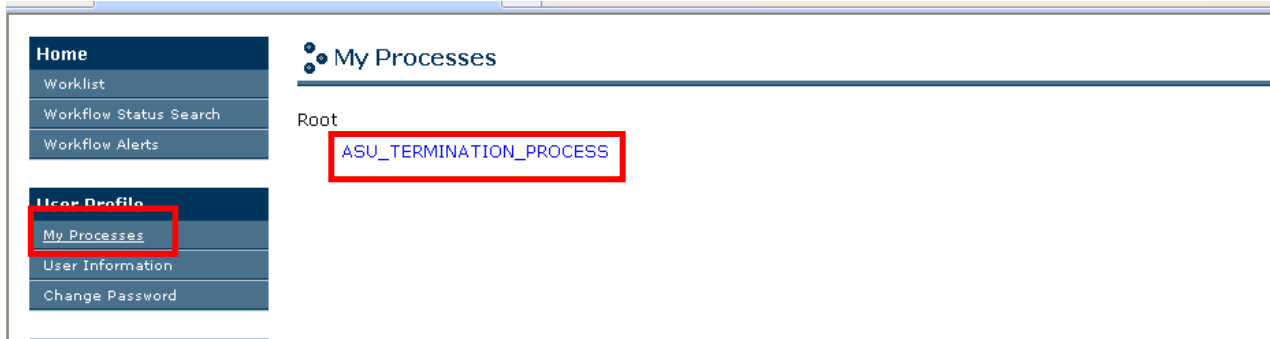 Home
Worklist
Workflow Status Search
Workflow Alerts
User Profile
My Processes
User Information
Change Password
My Processes
Root
ASU_TERMINATION_PROCESS